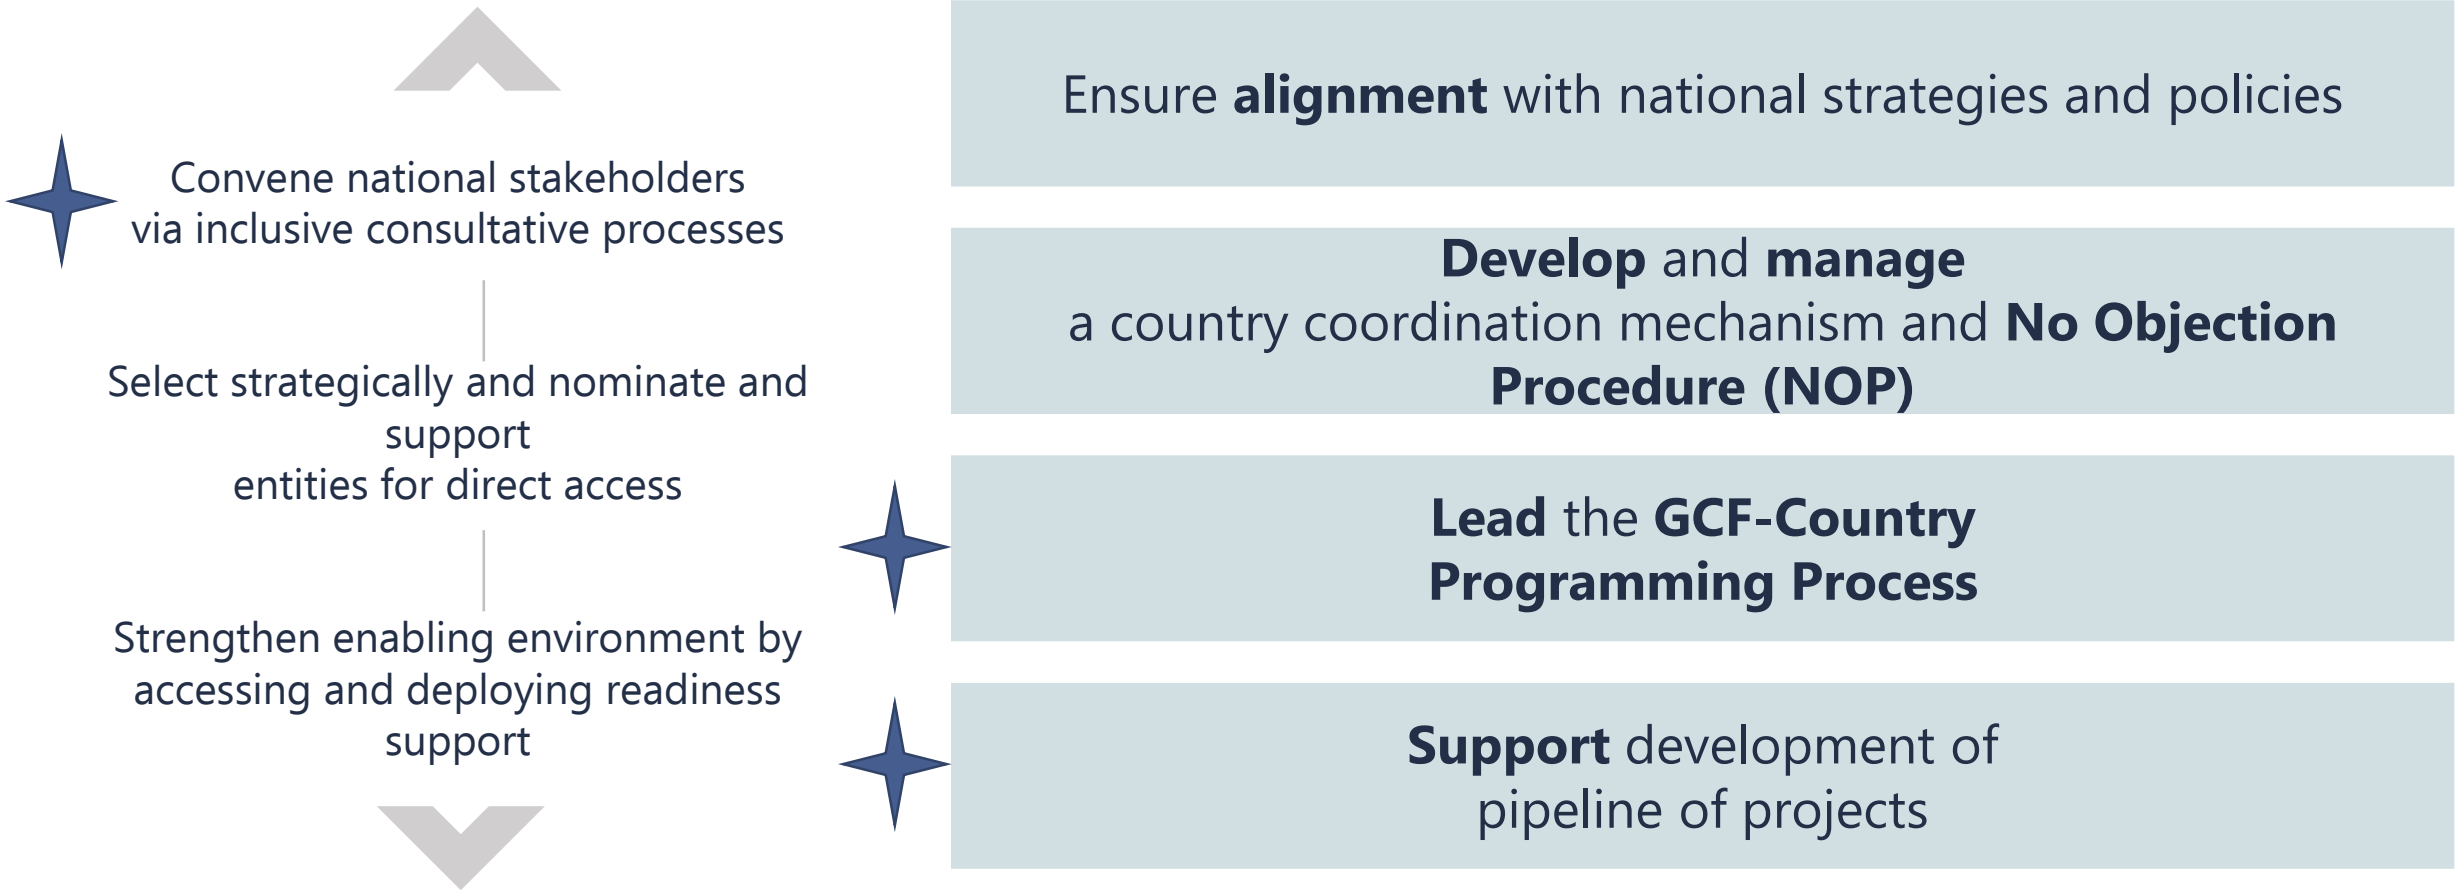 Convene national stakeholders
via inclusive consultative processes
Select strategically and nominate and
support
entities for direct access
Strengthen enabling environment by
accessing and deploying readiness
support
Ensure alignment with national strategies and policies
Develop and manage
a country coordination mechanism and No Objection
Procedure (NOP)
Lead the GCF-Country
Programming Process
Support development of
pipeline of projects